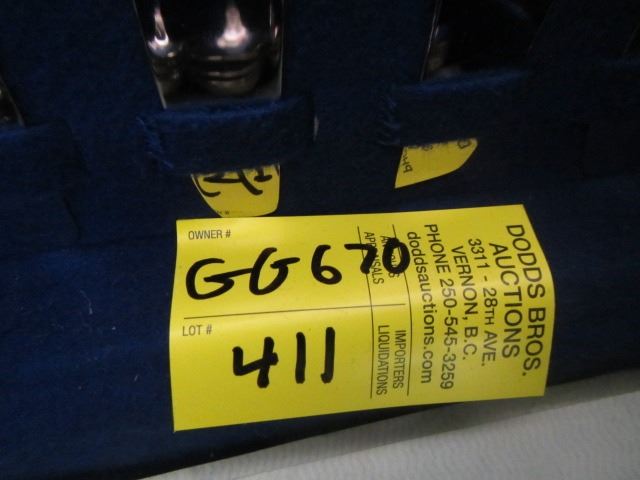 OWNER #
GG670
LOT #
411
DODDS BROS.
AUCTIONS
3311 - 28TH AVE.
VERNON, B.C.
PHONE 250-545-3259
doddsauctions.com
APPRAISALS
IMPORTERS
LIQUIDATIONS